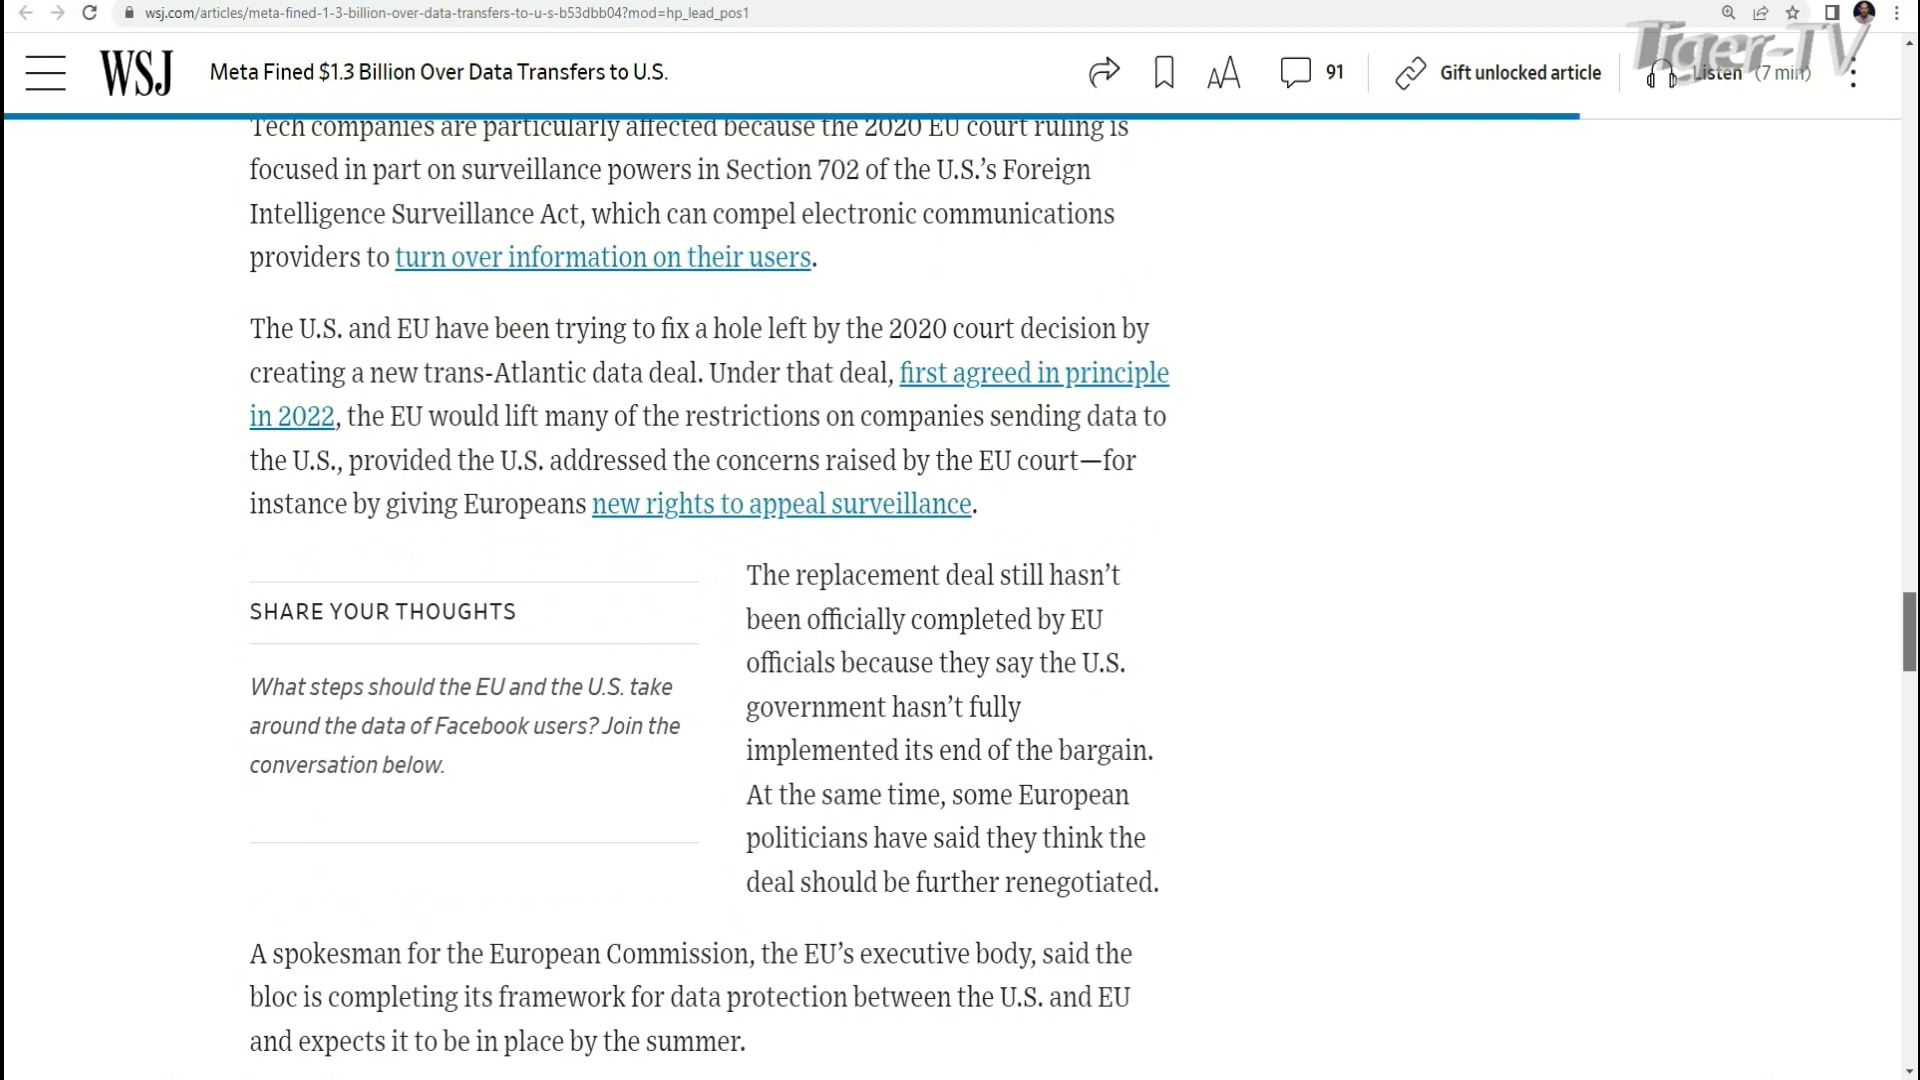 wsj.com/articles/meta-fined-1-3-billion-over-data-transfers-to-u-s-b53dbb04?mod=hp_lead_pos1
WSJ
Meta Fined $1.3 Billion Over Data Transfers to U.S.
AA
91
Gift unlocked article
Listen (7 min)
Tiger-TV
Tech companies are particularly affected because the 2020 EU court ruling is
focused in part on surveillance powers in Section 702 of the U.S.’s Foreign
Intelligence Surveillance Act, which can compel electronic communications
providers to turn over information on their users.
The U.S. and EU have been trying to fix a hole left by the 2020 court decision by
creating a new trans-Atlantic data deal. Under that deal, first agreed in principle
in 2022, the EU would lift many of the restrictions on companies sending data to
the U.S., provided the U.S. addressed the concerns raised by the EU court—for
instance by giving Europeans new rights to appeal surveillance.
SHARE YOUR THOUGHTS
What steps should the EU and the U.S. take
around the data of Facebook users? Join the
conversation below.
The replacement deal still hasn’t
been officially completed by EU
officials because they say the U.S.
government hasn’t fully
implemented its end of the bargain.
At the same time, some European
politicians have said they think the
deal should be further renegotiated.
A spokesman for the European Commission, the EU’s executive body, said the
bloc is completing its framework for data protection between the U.S. and EU
and expects it to be in place by the summer.